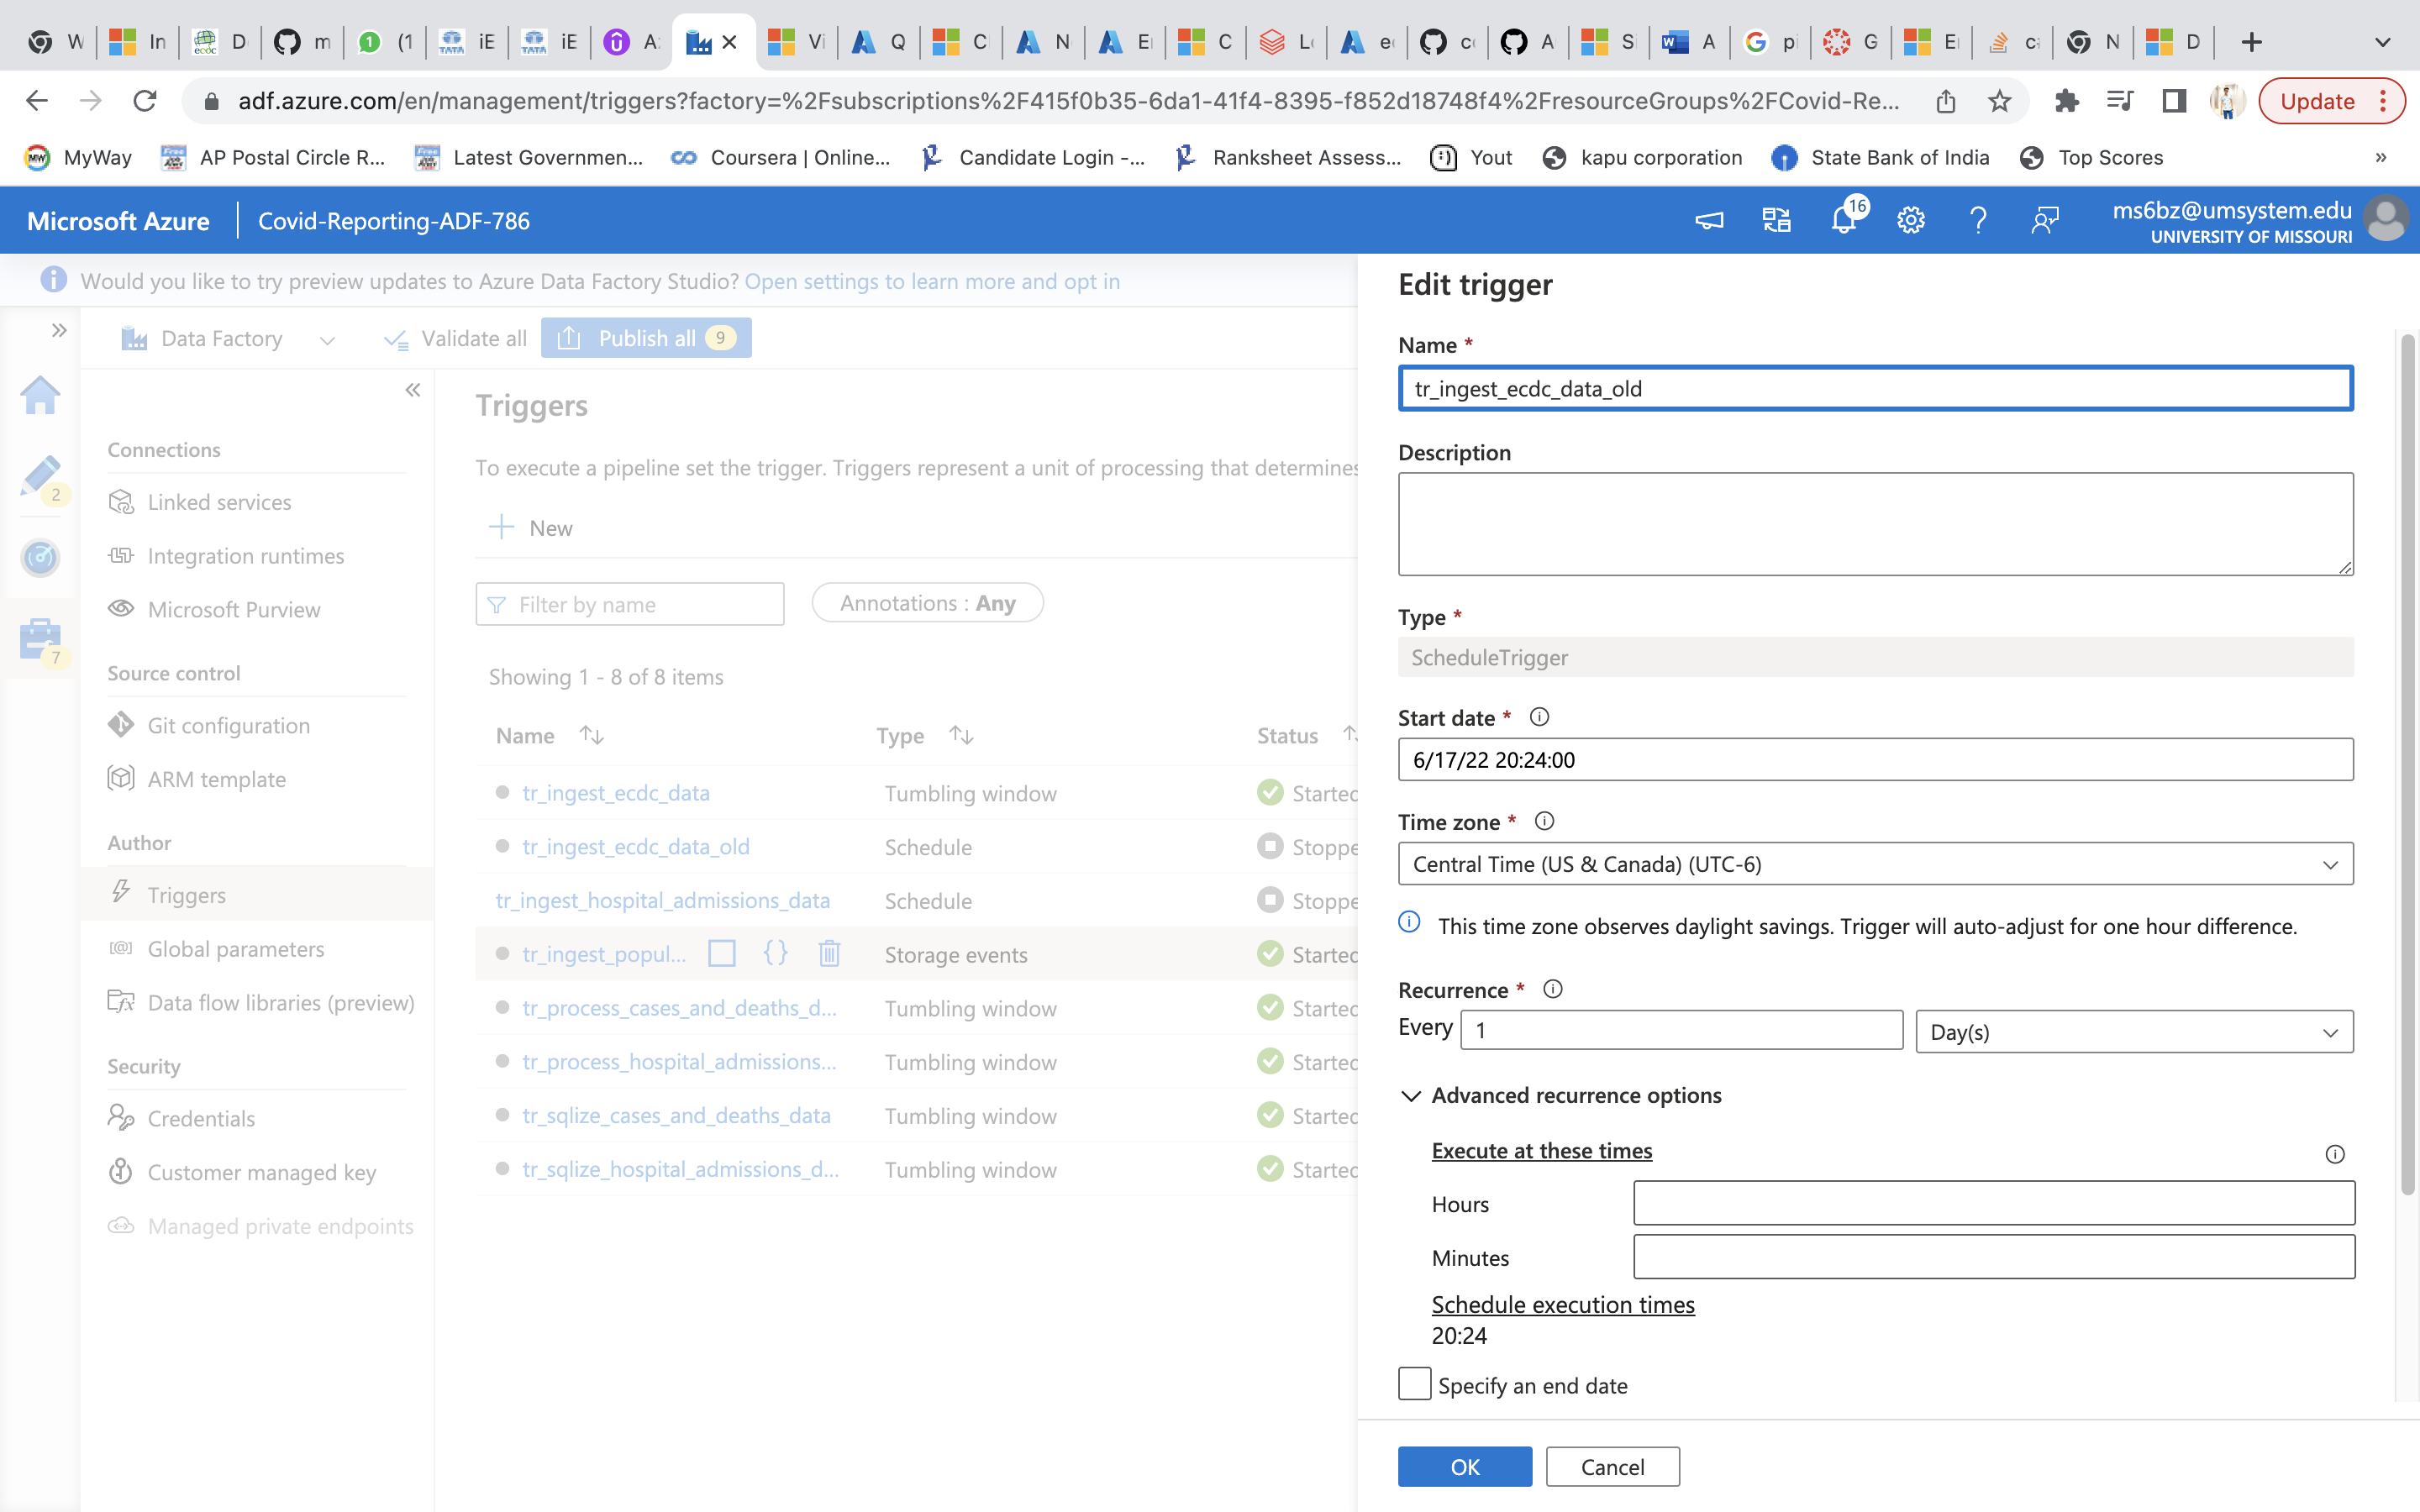 W In D m (1 iE iE A Vi Q C N E C L e c A S W A G p G E c N D
adf.azure.com/en/management/triggers?factory=%2Fsubscriptions%2F415f0b35-6da1-41f4-8395-f852d18748f4%2FresourceGroups%2FCovid-Re... Update
MyWay AP Postal Circle R... Latest Governmen... Coursera | Online... Candidate Login -... Ranksheet Assess... Yout kapu corporation State Bank of India Top Scores »
Microsoft Azure Covid-Reporting-ADF-786 16 ms6bz@umsystem.edu
UNIVERSITY OF MISSOURI
Would you like to try preview updates to Azure Data Factory Studio? Open settings to learn more and opt in
Data Factory Validate all Publish all 9
Connections
Linked services
Integration runtimes
Microsoft Purview
Source control
Git configuration
ARM template
Author
Triggers
Global parameters
Data flow libraries (preview)
Security
Credentials
Customer managed key
Managed private endpoints
2
7
Triggers
To execute a pipeline set the trigger. Triggers represent a unit of processing that determines
New
Filter by name Annotations : Any
Showing 1 - 8 of 8 items
Name Type Status
tr_ingest_ecdc_data Tumbling window Started
tr_ingest_ecdc_data_old Schedule Stoppe
tr_ingest_hospital_admissions_data Schedule Stoppe
tr_ingest_popul... {} Storage events Started
tr_process_cases_and_deaths_d... Tumbling window Started
tr_process_hospital_admissions... Tumbling window Started
tr_sqlize_cases_and_deaths_data Tumbling window Started
tr_sqlize_hospital_admissions_d... Tumbling window Started
Edit trigger
Name *
tr_ingest_ecdc_data_old
Description
Type *
ScheduleTrigger
Start date *
6/17/22 20:24:00
Time zone *
Central Time (US & Canada) (UTC-6)
This time zone observes daylight savings. Trigger will auto-adjust for one hour difference.
Recurrence *
Every 1 Day(s)
Advanced recurrence options
Execute at these times
Hours
Minutes
Schedule execution times
20:24
Specify an end date
OK Cancel